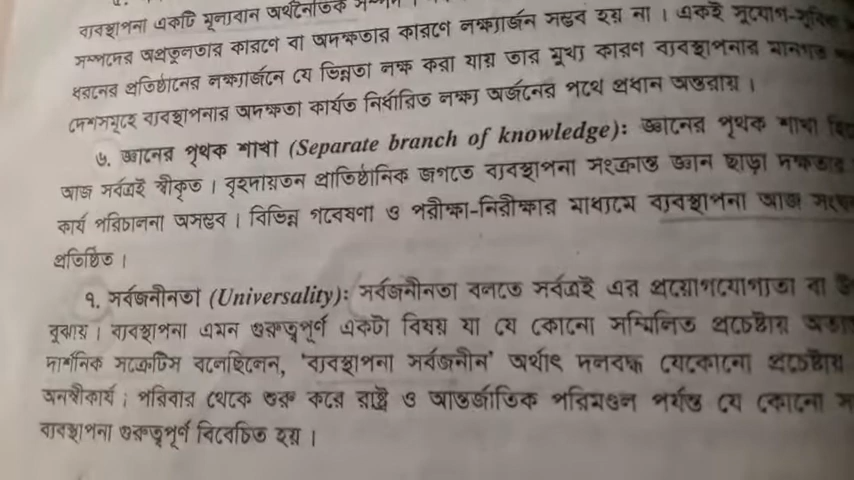 ব্যবস্থাপনা একটি মূল্যবান অর্থনৈতিক
সম্পদের অপ্রতুলতার কারণে বা অদক্ষতার কারণে লক্ষ্যার্জন সম্ভব হয় না । একই সুযোগ-সুবিধা
ধরনের প্রতিষ্ঠানের লক্ষ্যার্জনে যে ভিন্নতা লক্ষ করা যায় তার মুখ্য কারণ ব্যবস্থাপনার মানগত
দেশসমূহে ব্যবস্থাপনার অদক্ষতা কার্যত নির্ধারিত লক্ষ্য অর্জনের পথে প্রধান অন্তরায় ।
৬. জ্ঞানের পৃথক শাখা (Separate branch of knowledge): জ্ঞানের পৃথক শাখা
আজ সর্বত্রই স্বীকৃত । বৃহদায়তন প্রাতিষ্ঠানিক জগতে ব্যবস্থাপনা সংক্রান্ত জ্ঞান ছাড়া দক্ষতার
কার্য পরিচালনা অসম্ভব । বিভিন্ন গবেষণা ও পরীক্ষা-নিরীক্ষার মাধ্যমে ব্যবস্থাপনা আজ
প্রতিষ্ঠিত ।
৭. সর্বজনীনতা (Universality): সর্বজনীনতা বলতে সর্বত্রই এর প্রয়োগযোগ্যতা বা
বুঝায় । ব্যবস্থাপনা এমন গুরুত্বপূর্ণ একটা বিষয় যা যে কোনো সম্মিলিত প্রচেষ্টায়
দার্শনিক সক্রেটিস বলেছিলেন, 'ব্যবস্থাপনা সর্বজনীন' অর্থাৎ দলবদ্ধ যেকোনো প্রচেষ্টায়
অনস্বীকার্য ; পরিবার থেকে শুরু করে রাষ্ট্র ও আন্তর্জাতিক পরিমণ্ডল পর্যন্ত যে কোনো
ব্যবস্থাপনা গুরুত্বপূর্ণ বিবেচিত হয় ।